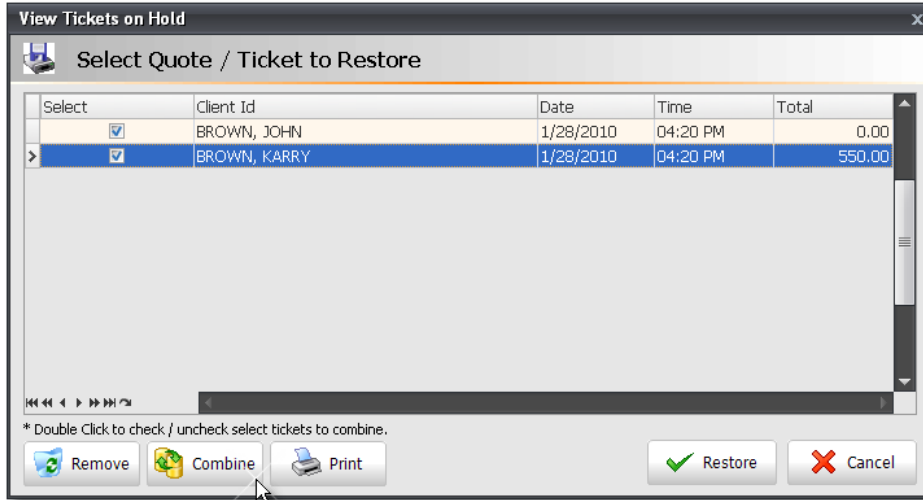 View Tickets on Hold
Select Quote / Ticket to Restore
Select Client Id Date Time Total
BROWN, JOHN 1/28/2010 04:20 PM 0.00
BROWN, KARRY 1/28/2010 04:20 PM 550.00
* Double Click to check / uncheck select tickets to combine.
Remove Combine Print Restore Cancel